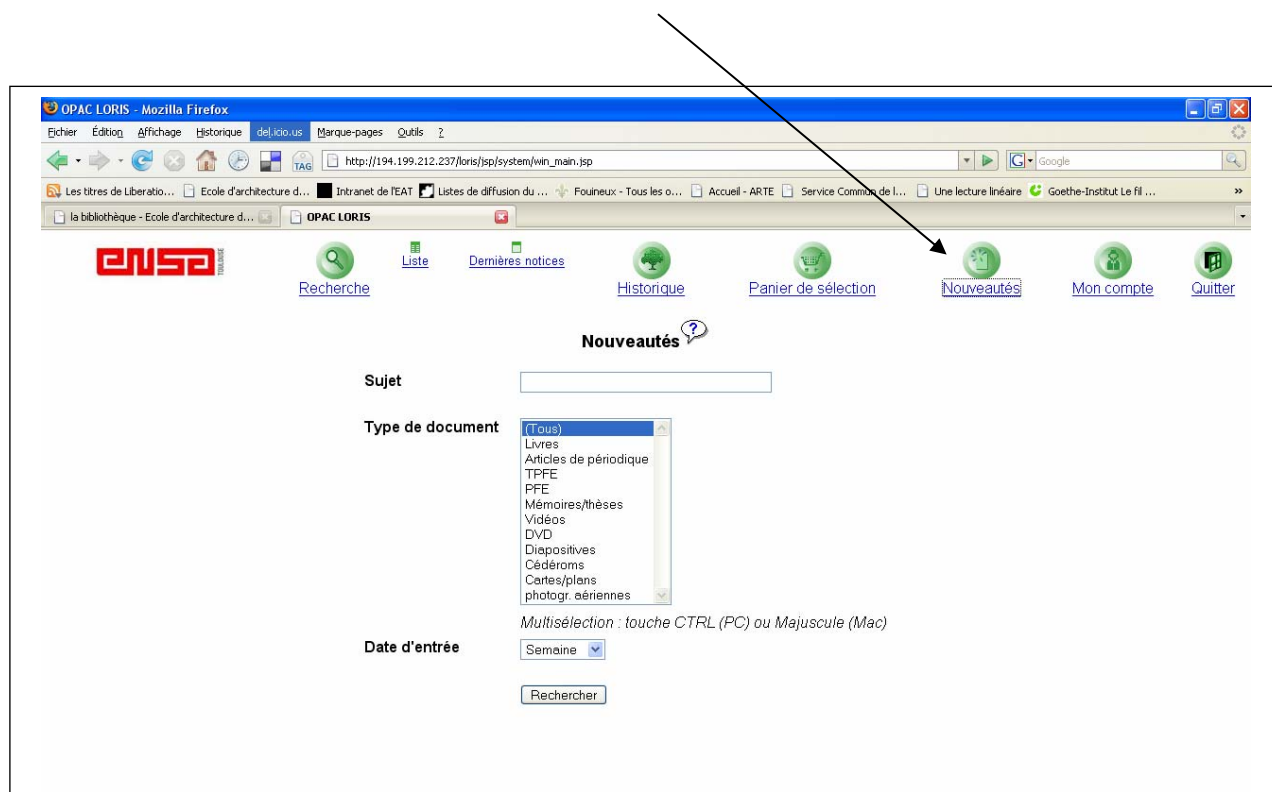 OPAC LORIS - Mozilla Firefox
Fichier Édition Affichage Historique del.icio.us Marque-pages Outils ?
TAG http://194.199.212.237/loris/jsp/system/win_main.jsp G Google
Les titres de Liberatio... Ecole d'architecture d... Intranet de l'EAT Listes de diffusion du ... Fouineux - Tous les o... Accueil - ARTE Service Commun de l... Une lecture linéaire Goethe-Institut Le fil ... »
la bibliothèque - Ecole d'architecture d... OPAC LORIS
ensa TOULOUSE
Recherche Liste Dernières notices Historique Panier de sélection Nouveautés Mon compte Quitter
Nouveautés ?
Sujet
Type de document (Tous)
Livres
Articles de périodique
TPFE
PFE
Mémoires/thèses
Vidéos
DVD
Diapositives
Cédéroms
Cartes/plans
photogr. aériennes
Multisélection : touche CTRL (PC) ou Majuscule (Mac)
Date d'entrée Semaine
Rechercher